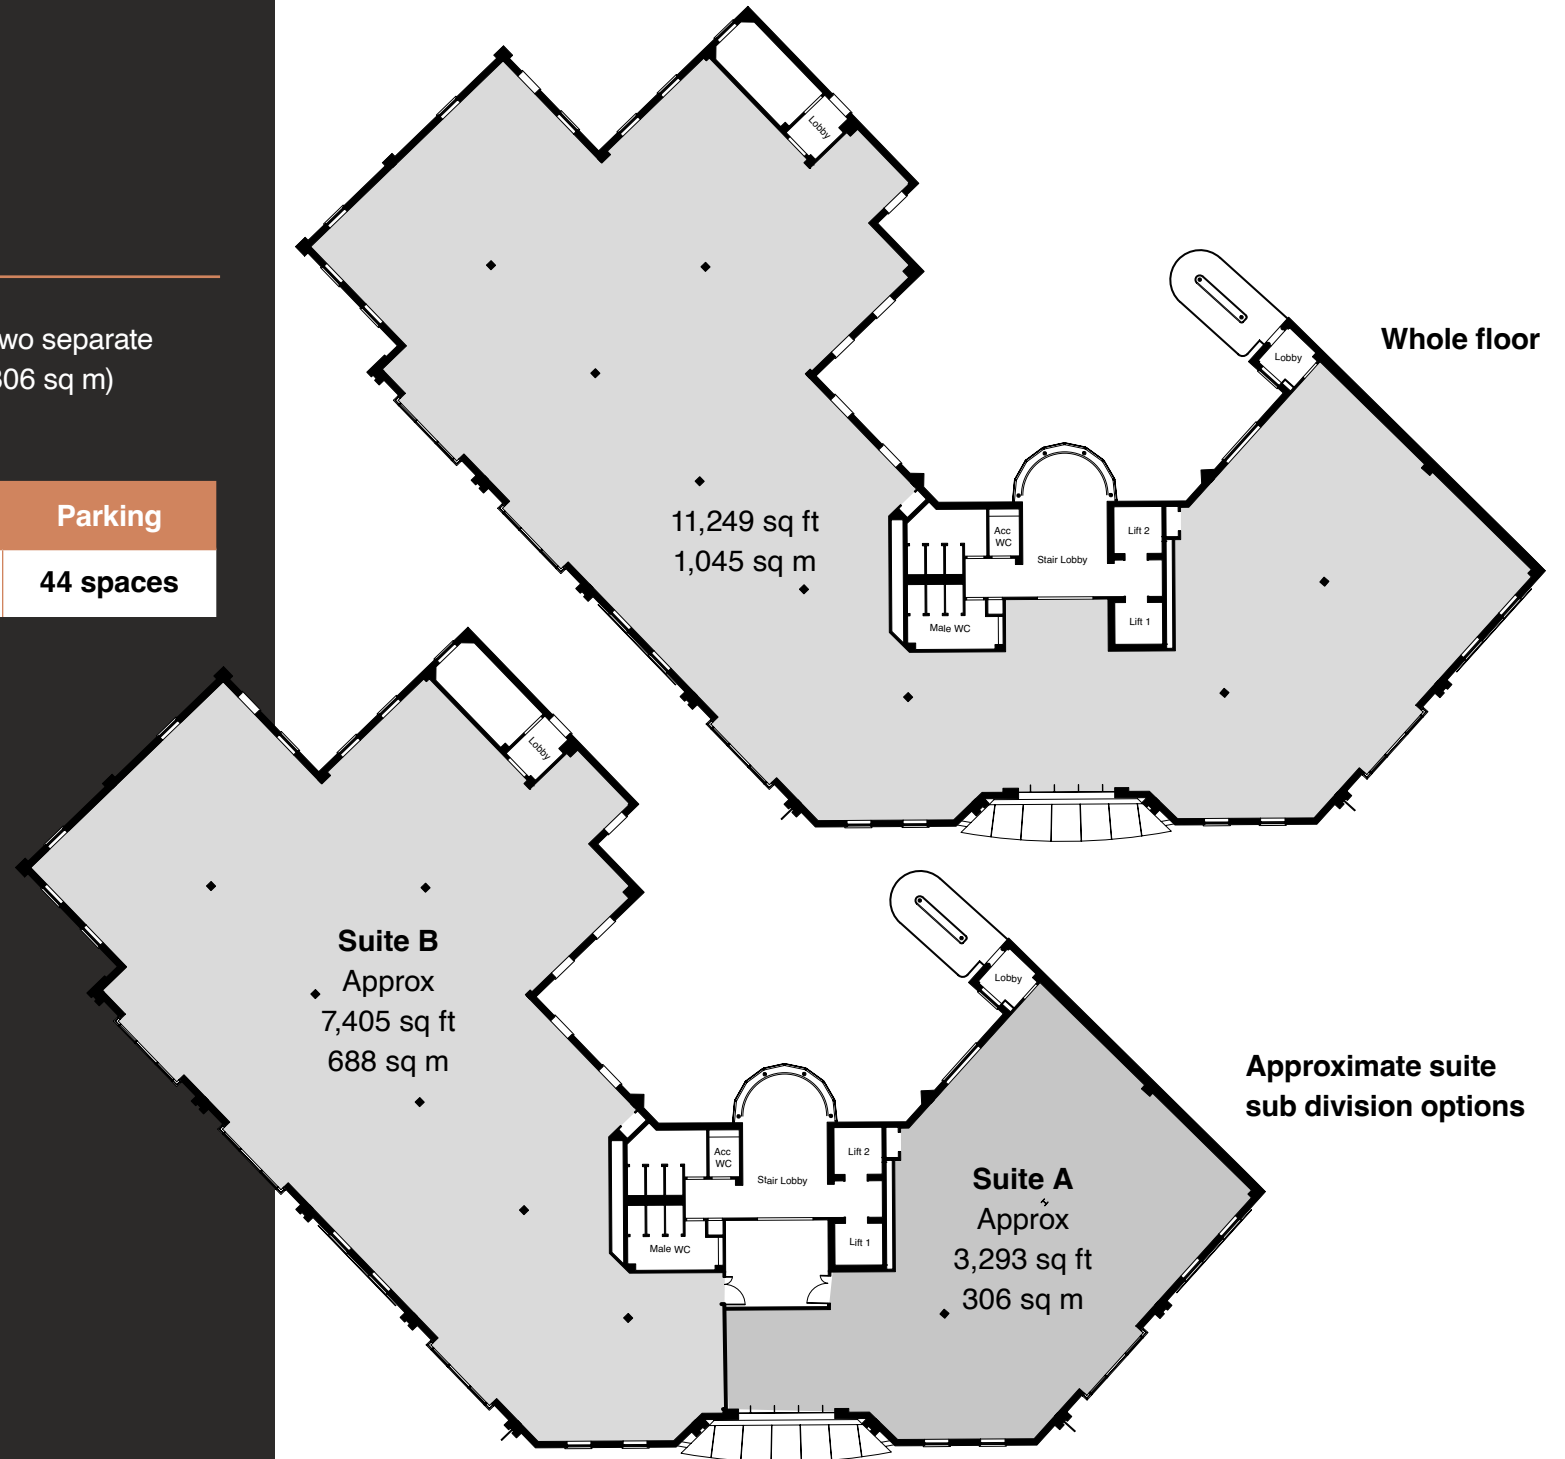 wo separate
306 sq m)
Parking
44 spaces
Whole floor
Lobby
Lobby
11,249 sq ft
1,045 sq m
Acc
WC
Stair Lobby
Lift 2
Lift 1
Male WC
Approximate suite
sub division options
Lobby
Lobby
Suite B
Approx
7,405 sq ft
688 sq m
Acc
WC
Stair Lobby
Lift 2
Lift 1
Male WC
Suite A
Approx
3,293 sq ft
306 sq m